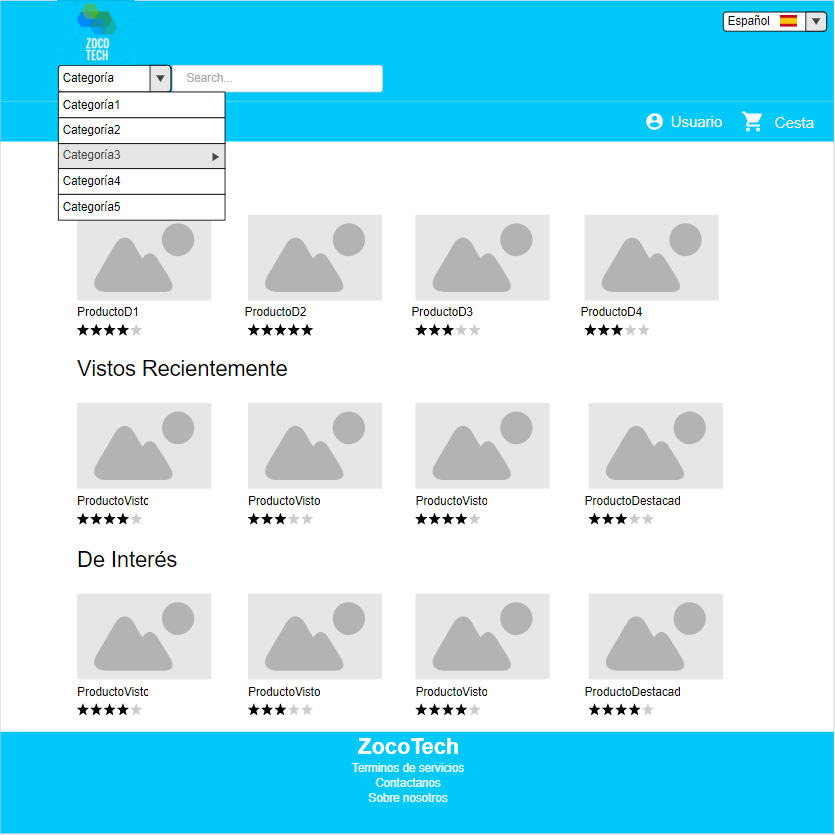 ZOCO
TECH
Español
Categoría
Search...
Categoría1
Categoría2
Categoría3
Categoría4
Categoría5
Usuario
Cesta
ProductoD1
ProductoD2
ProductoD3
ProductoD4
Vistos Recientemente
ProductoVisto
ProductoVisto
ProductoVisto
ProductoDestacad
De Interés
ProductoVisto
ProductoVisto
ProductoVisto
ProductoDestacad
ZocoTech
Terminos de servicios
Contactanos
Sobre nosotros